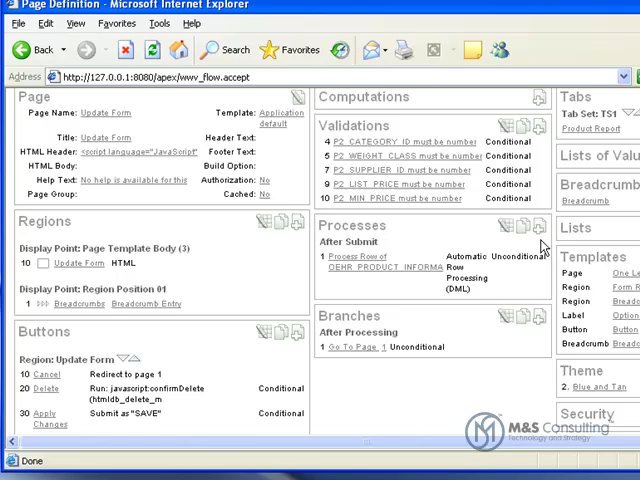 Page Definition - Microsoft Internet Explorer
File Edit View Favorites Tools Help
Back Search Favorites
Address http://127.0.0.1:8080/apex/wwv_flow.accept
Page
Page Name: Update Form Template: Application default
Title: Update Form Header Text:
HTML Header: <script language="JavaScript" Footer Text:
HTML Body: Build Option:
Help Text: No help is available for this Authorization: No
Page Group: Cached: No
Regions
Display Point: Page Template Body (3)
10 Update Form HTML
Display Point: Region Position 01
1 Breadcrumbs Breadcrumb Entry
Buttons
Region: Update Form
10 Cancel Redirect to page 1
20 Delete Run: javascript:confirmDelete
(htmldb_delete_m Conditional
30 Apply Changes Submit as "SAVE" Conditional
Computations
Validations
4 P2_CATEGORY_ID must be number Conditional
5 P2_WEIGHT_CLASS must be number Conditional
7 P2_SUPPLIER_ID must be number Conditional
9 P2_LIST_PRICE must be number Conditional
10 P2_MIN_PRICE must be number Conditional
Processes
After Submit
1 Process Row of Automatic Unconditional
OEHR_PRODUCT_INFORMA Row
Processing
(DML)
Branches
After Processing
1 Go To Page 1 Unconditional
Tabs
Tab Set: TS1
Product Report
Lists of Valu
Breadcrumb
Breadcrumb
Lists
Templates
Page One Le
Region Form R
Region Breadc
Label Option
Button Button
Breadcrumb Breadc
Theme
2. Blue and Tan
Security
M&S Consulting
Technology and Strategy
Done